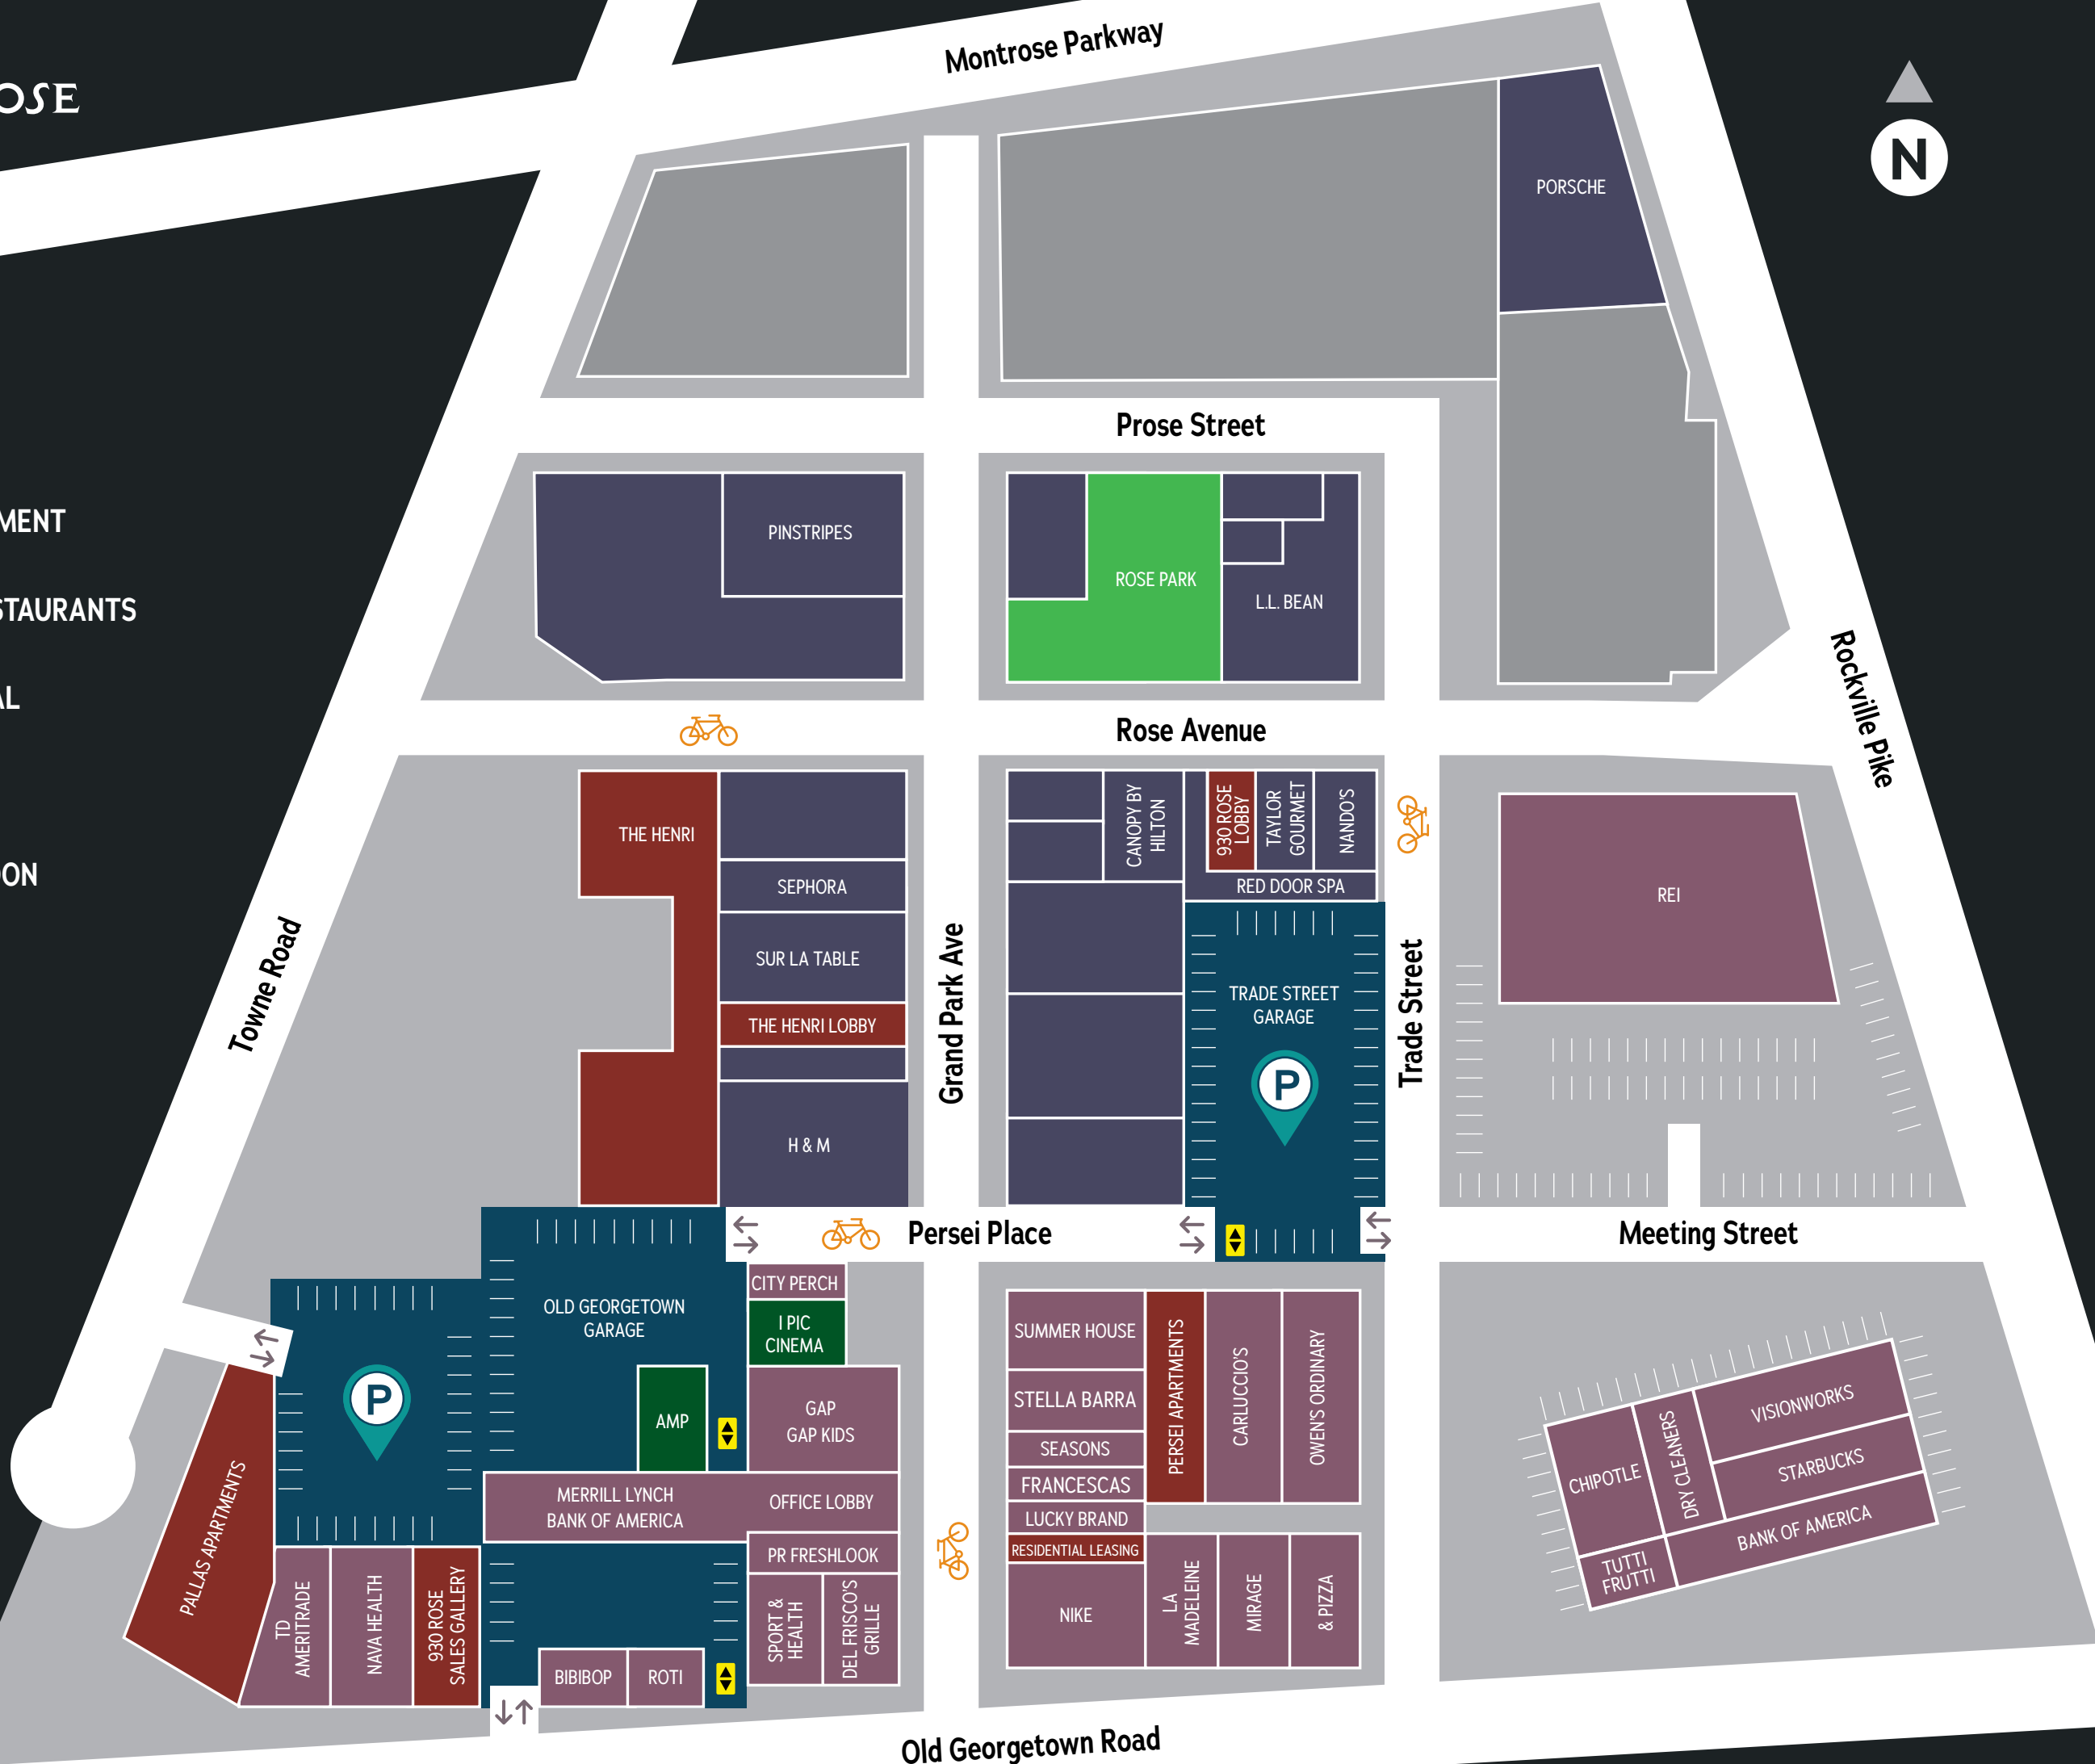 Montrose Parkway
OSE
N
PORSCHE
Prose Street
MENT
STAURANTS
AL
ON
PINSTRIPES
ROSE PARK
L.L. BEAN
Rockville Pike
Rose Avenue
THE HENRI
SEPHORA
SUR LA TABLE
THE HENRI LOBBY
H & M
Towne Road
Grand Park Ave
CANOPY BY
HILTON
930 ROSE
LOBBY
TAYLOR
GOURMET
NANDO'S
RED DOOR SPA
TRADE STREET
GARAGE
P
Trade Street
REI
Persei Place
Meeting Street
OLD GEORGETOWN
GARAGE
P
CITY PERCH
I PIC
CINEMA
AMP
GAP
GAP KIDS
MERRILL LYNCH
BANK OF AMERICA
OFFICE LOBBY
PR FRESHLOOK
SPORT &
HEALTH
DEL FRISCO'S
GRILLE
PALLAS APARTMENTS
TD
AMERITRADE
NAVA HEALTH
930 ROSE
SALES GALLERY
BIBIBOP
ROTI
SUMMER HOUSE
STELLA BARRA
SEASONS
FRANCESCAS
LUCKY BRAND
RESIDENTIAL LEASING
NIKE
PERSEI APARTMENTS
CARLUCCIO'S
OWEN'S ORDINARY
LA
MADELEINE
MIRAGE
& PIZZA
CHIPOTLE
DRY CLEANERS
VISIONWORKS
STARBUCKS
BANK OF AMERICA
TUTTI
FRUTTI
Old Georgetown Road